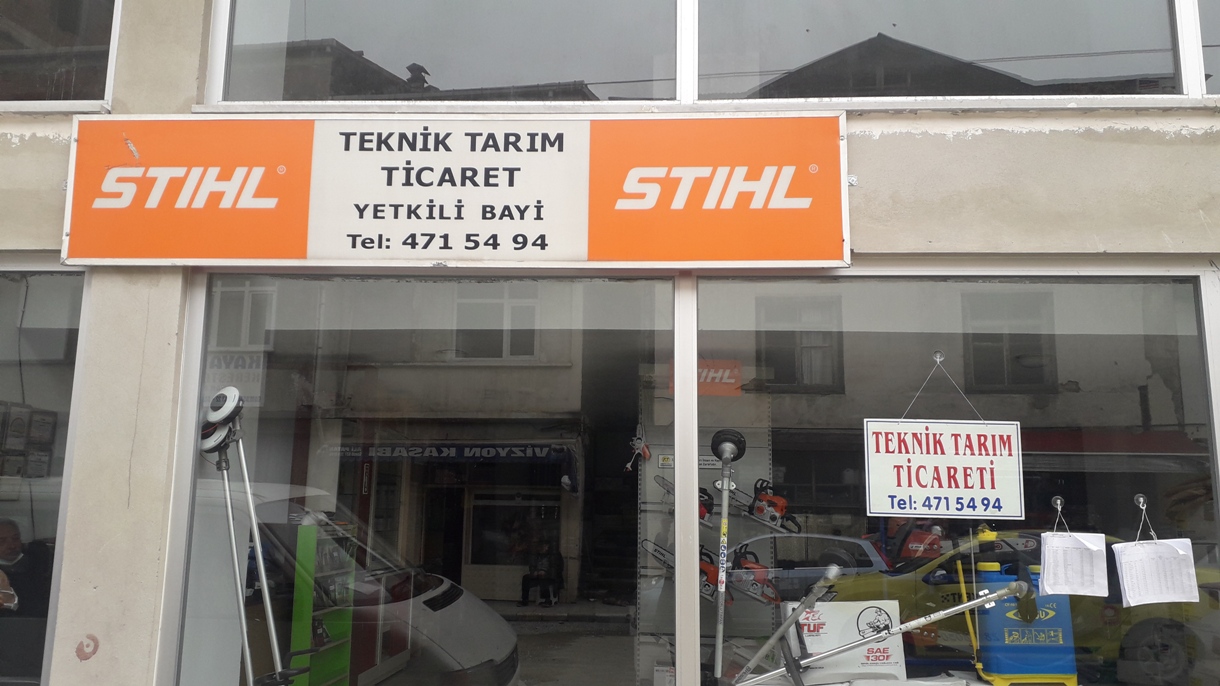 STIHL®
TEKNİK TARIM
TİCARET
YETKİLİ BAYİ
Tel: 471 54 94
STIHL®
KAYA
VİZYON KASABI
STIHL
TEKNİK TARIM
TİCARETİ
Tel: 471 54 94
TUF
SAE
130F